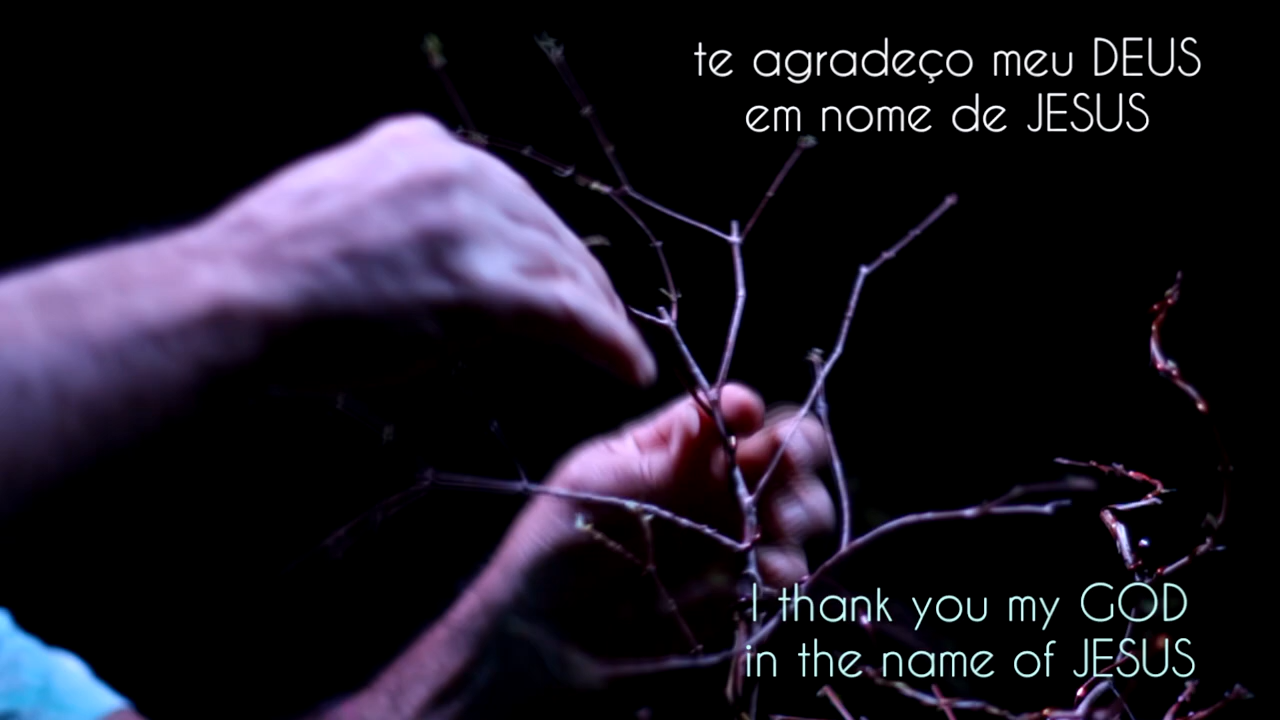 te agradeço meu DEUS
em nome de JESUS
I thank you my GOD
in the name of JESUS